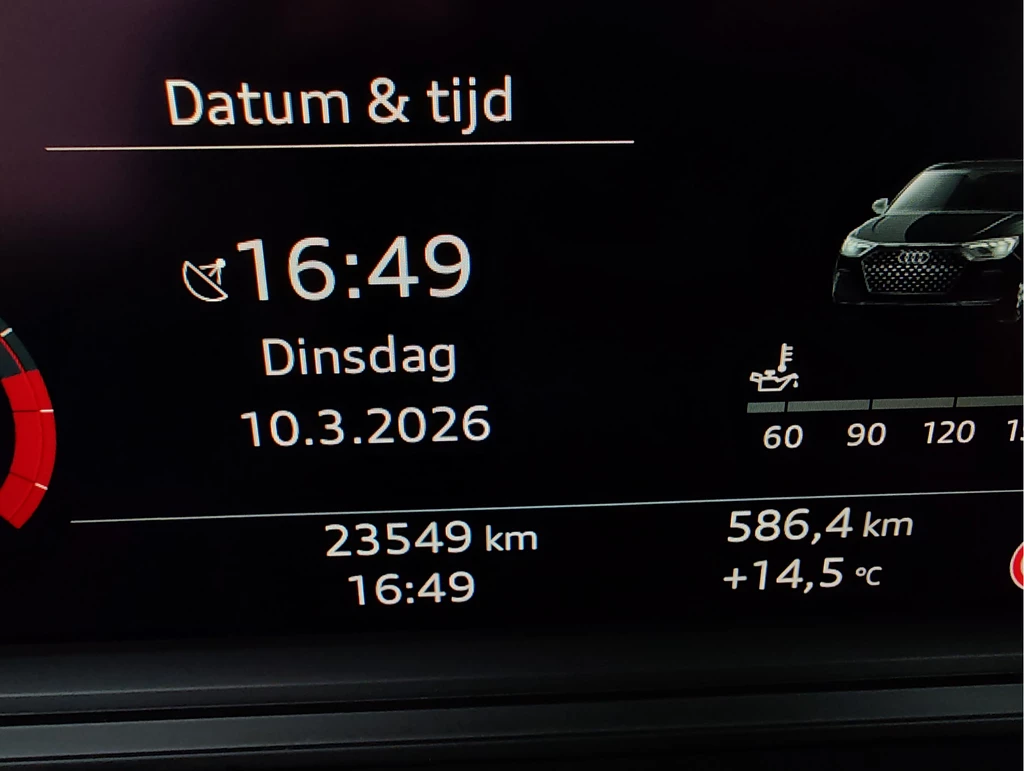 Datum & tijd
16:49
Dinsdag
10.3.2026
60 90 120
23549 km
586,4 km
16:49
+14,5 °C